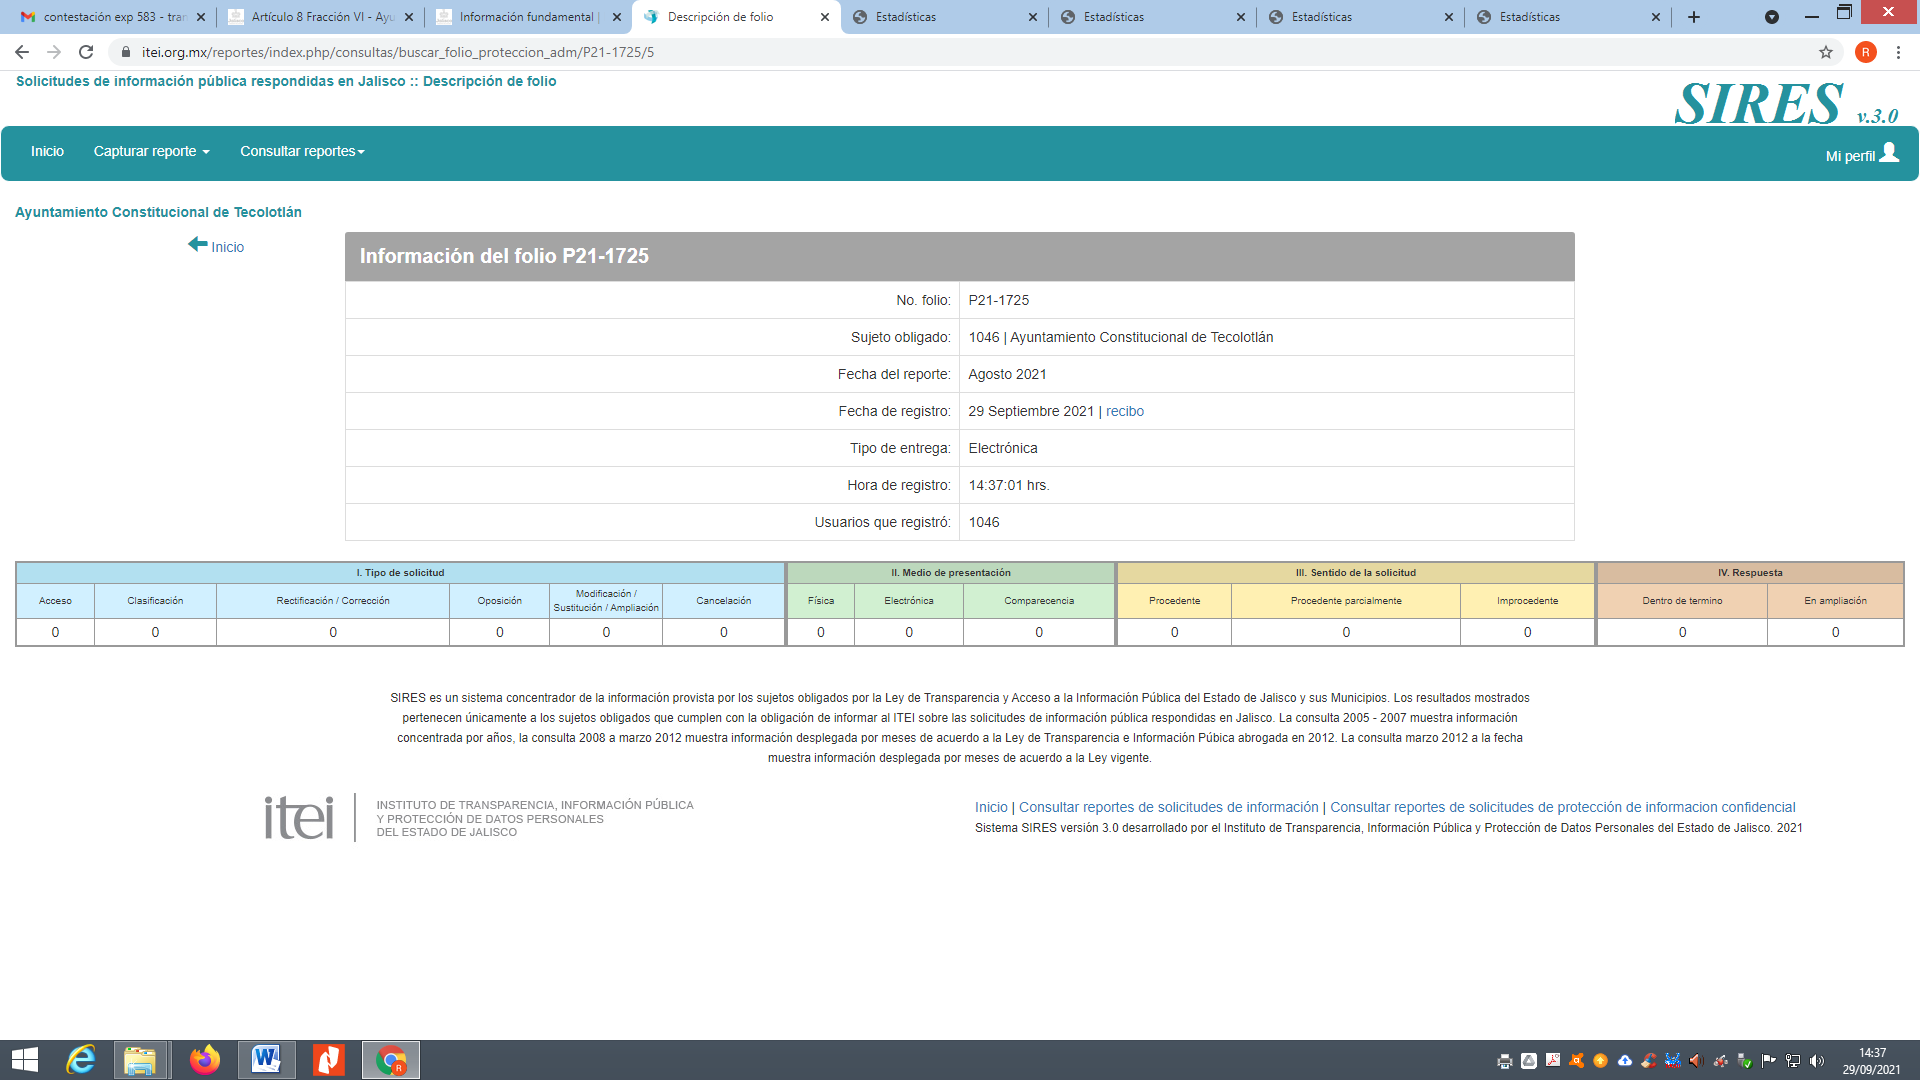 contestación exp 583 - tran
Artículo 8 Fracción VI - Ayu
Información fundamental |
Descripción de folio
Estadísticas
Estadísticas
Estadísticas
Estadísticas
itei.org.mx/reportes/index.php/consultas/buscar_folio_proteccion_adm/P21-1725/5
R
Solicitudes de información pública respondidas en Jalisco :: Descripción de folio
SIRES v.3.0
Inicio
Capturar reporte
Consultar reportes
Mi perfil
Ayuntamiento Constitucional de Tecolotlán
Inicio
Información del folio P21-1725
No. folio: P21-1725
Sujeto obligado: 1046 | Ayuntamiento Constitucional de Tecolotlán
Fecha del reporte: Agosto 2021
Fecha de registro: 29 Septiembre 2021 | recibo
Tipo de entrega: Electrónica
Hora de registro: 14:37:01 hrs.
Usuarios que registró: 1046
I. Tipo de solicitud II. Medio de presentación III. Sentido de la solicitud IV. Respuesta
Acceso Clasificación Rectificación / Corrección Oposición Modificación / Sustitución / Ampliación Cancelación Física Electrónica Comparecencia Procedente Procedente parcialmente Improcedente Dentro de termino En ampliación
0 0 0 0 0 0 0 0 0 0 0 0 0 0
SIRES es un sistema concentrador de la información provista por los sujetos obligados por la Ley de Transparencia y Acceso a la Información Pública del Estado de Jalisco y sus Municipios. Los resultados mostrados
pertenecen únicamente a los sujetos obligados que cumplen con la obligación de informar al ITEI sobre las solicitudes de información pública respondidas en Jalisco. La consulta 2005 - 2007 muestra información
concentrada por años, la consulta 2008 a marzo 2012 muestra información desplegada por meses de acuerdo a la Ley de Transparencia e Información Púbica abrogada en 2012. La consulta marzo 2012 a la fecha
muestra información desplegada por meses de acuerdo a la Ley vigente.
itei
INSTITUTO DE TRANSPARENCIA, INFORMACIÓN PÚBLICA
Y PROTECCIÓN DE DATOS PERSONALES
DEL ESTADO DE JALISCO
Inicio | Consultar reportes de solicitudes de información | Consultar reportes de solicitudes de protección de informacion confidencial
Sistema SIRES versión 3.0 desarrollado por el Instituto de Transparencia, Información Pública y Protección de Datos Personales del Estado de Jalisco. 2021
14:37
29/09/2021